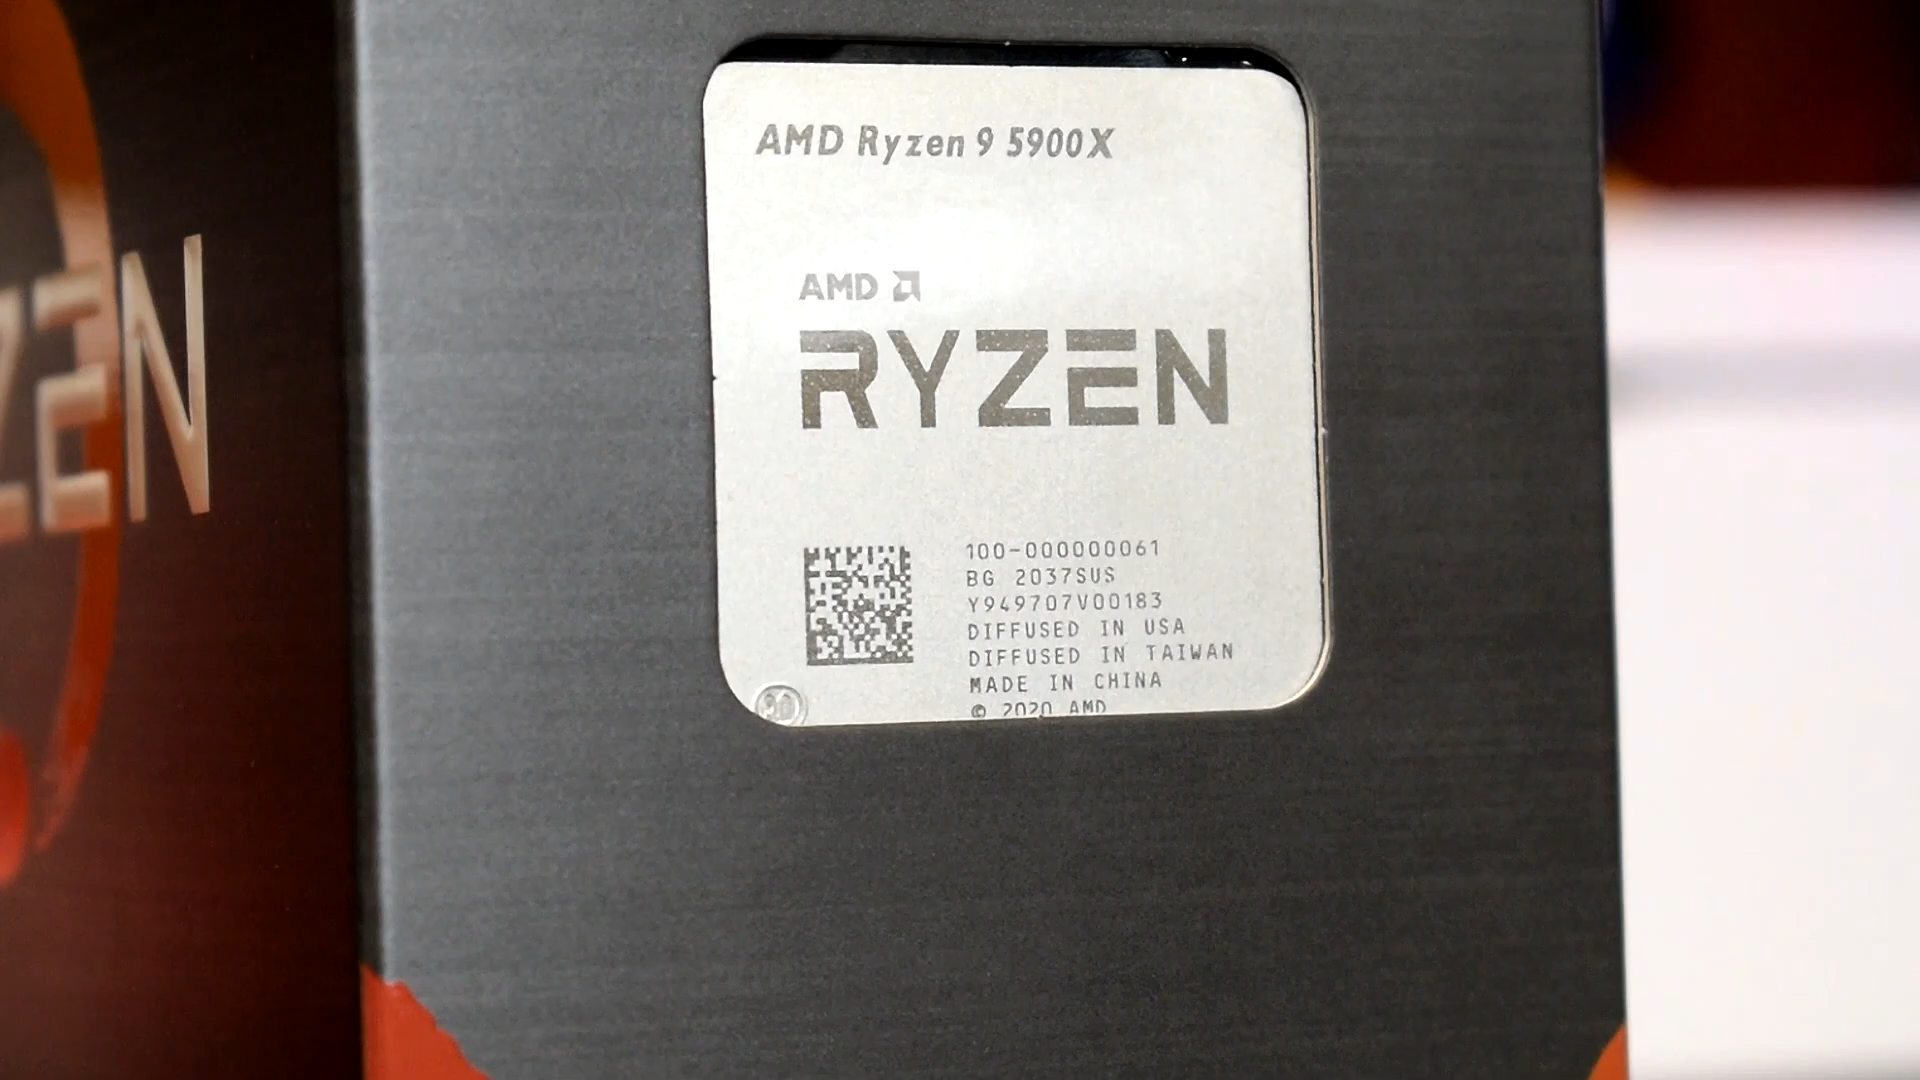 AMD Ryzen 9 5900X
AMD
RYZEN
100-000000061
BG 2037SUS
Y949707V00183
DIFFUSED IN USA
DIFFUSED IN TAIWAN
MADE IN CHINA
© 2020 AMD
ZEN